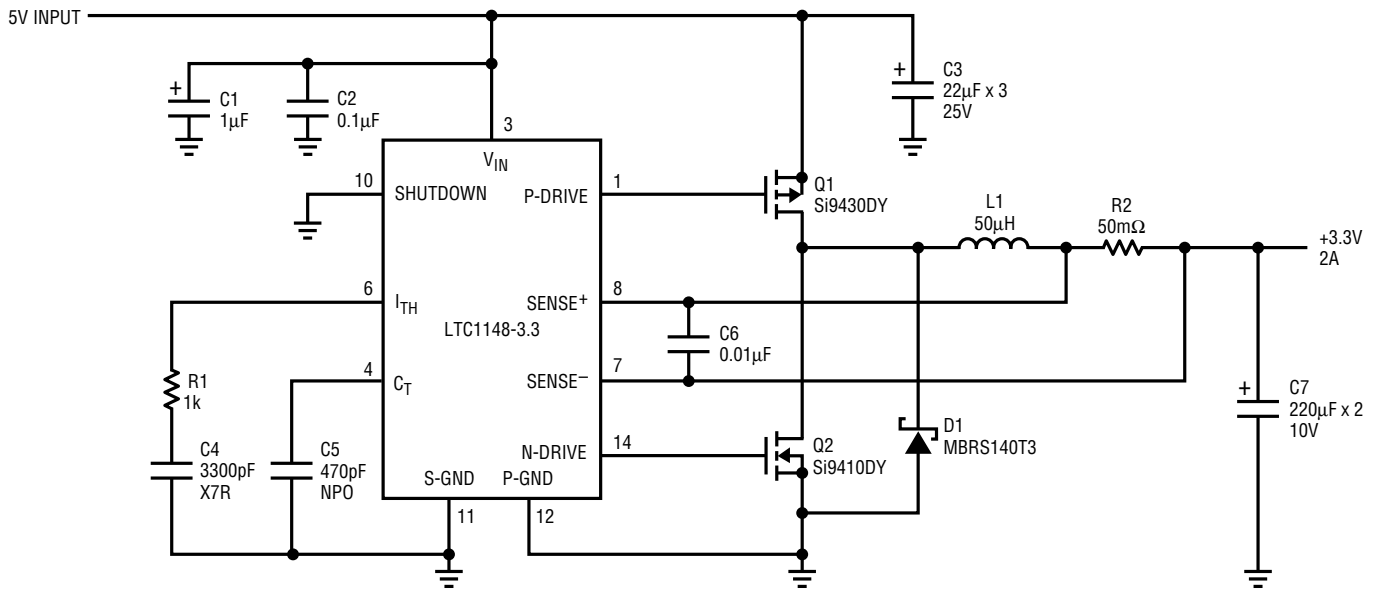 5V INPUT
+
C1
1µF
C2
0.1µF
+
C3
22µF x 3
25V
3
VIN
10
SHUTDOWN
P-DRIVE
1
Q1
Si9430DY
L1
50µH
R2
50mΩ
+3.3V
2A
6
ITH
SENSE+
8
LTC1148-3.3
C6
0.01µF
R1
1k
4
CT
SENSE–
7
+
C7
220µF x 2
10V
C4
3300pF
X7R
C5
470pF
NPO
N-DRIVE
14
Q2
Si9410DY
D1
MBRS140T3
S-GND
P-GND
11
12